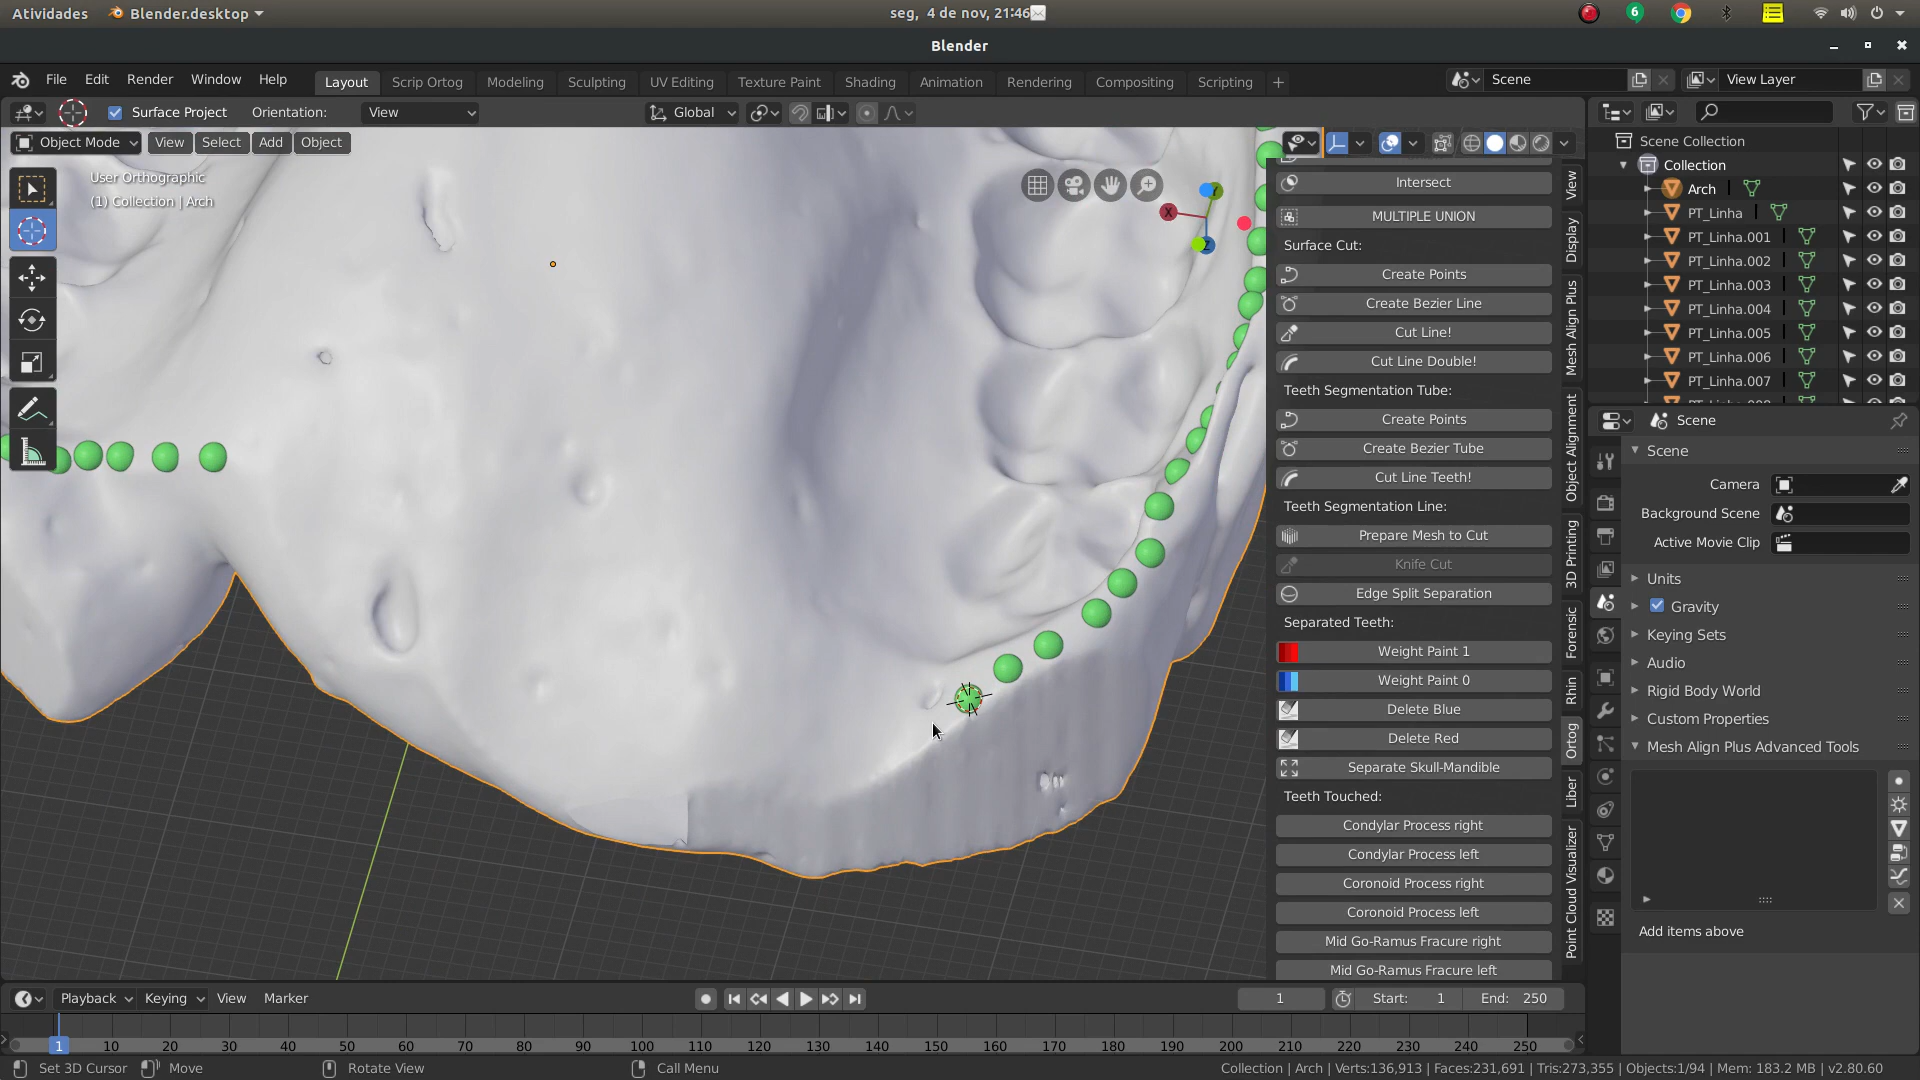 Atividades Blender.desktop seg, 4 de nov, 21:46 6
Blender
File Edit Render Window Help Layout Scrip Ortog Modeling Sculpting UV Editing Texture Paint Shading Animation Rendering Compositing Scripting + Scene View Layer
Surface Project Orientation: View Global
Object Mode View Select Add Object
User Orthographic
(1) Collection | Arch
X
Y
Z
Intersect
MULTIPLE UNION
Surface Cut:
Create Points
Create Bezier Line
Cut Line!
Cut Line Double!
Teeth Segmentation Tube:
Create Points
Create Bezier Tube
Cut Line Teeth!
Teeth Segmentation Line:
Prepare Mesh to Cut
Knife Cut
Edge Split Separation
Separated Teeth:
Weight Paint 1
Weight Paint 0
Delete Blue
Delete Red
Separate Skull-Mandible
Teeth Touched:
Condylar Process right
Condylar Process left
Coronoid Process right
Coronoid Process left
Mid Go-Ramus Fracure right
Mid Go-Ramus Fracure left
View
Display
Mesh Align Plus
Object Alignment
3D Printing
Forensic
Rhin
Ortog
Liber
Point Cloud Visualizer
Scene Collection
Collection
Arch
PT_Linha
PT_Linha.001
PT_Linha.002
PT_Linha.003
PT_Linha.004
PT_Linha.005
PT_Linha.006
PT_Linha.007
Scene
Scene
Camera
Background Scene
Active Movie Clip
Units
Gravity
Keying Sets
Audio
Rigid Body World
Custom Properties
Mesh Align Plus Advanced Tools
Add items above
Playback Keying View Marker 1 Start: 1 End: 250
1 10 20 30 40 50 60 70 80 90 100 110 120 130 140 150 160 170 180 190 200 210 220 230 240 250
Set 3D Cursor Move Rotate View Call Menu Collection | Arch | Verts:136,913 | Faces:231,691 | Tris:273,355 | Objects:1/94 | Mem: 183.2 MB | v2.80.60